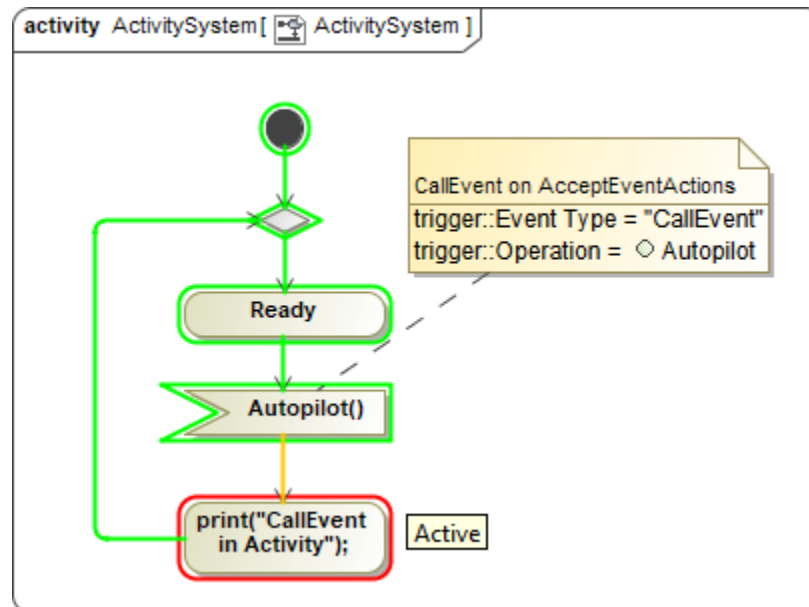 activity ActivitySystem[ ActivitySystem ]
CallEvent on AcceptEventActions
trigger::Event Type = "CallEvent"
trigger::Operation = Autopilot
Ready
Autopilot()
print("CallEvent
in Activity");
Active